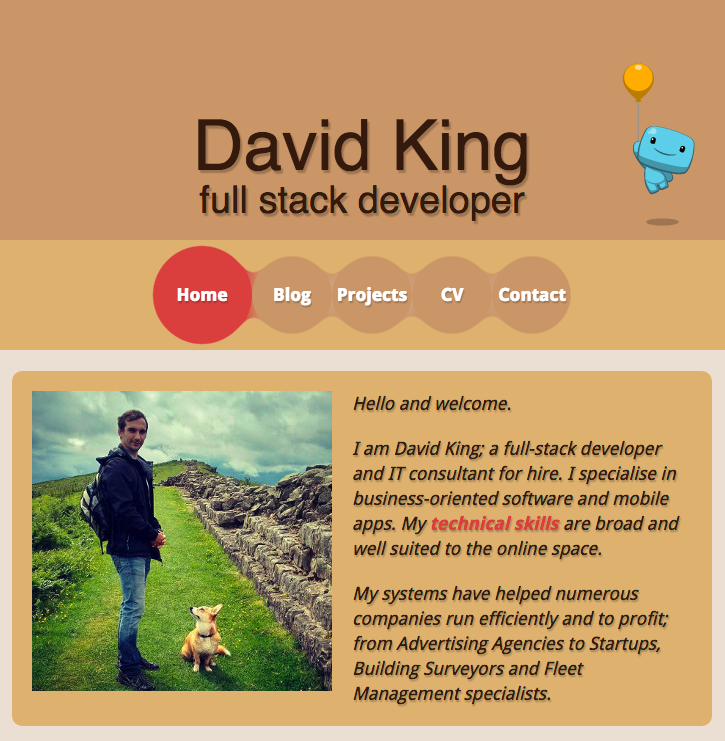 David King
full stack developer
Home Blog Projects CV Contact
Hello and welcome.
I am David King; a full-stack developer
and IT consultant for hire. I specialise in
business-oriented software and mobile
apps. My technical skills are broad and
well suited to the online space.
My systems have helped numerous
companies run efficiently and to profit;
from Advertising Agencies to Startups,
Building Surveyors and Fleet
Management specialists.